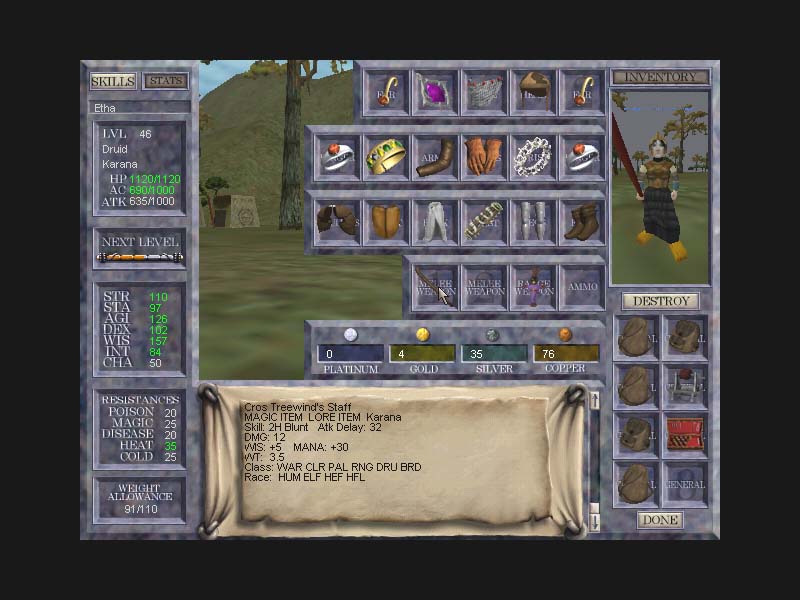 SKILLS STATS
Etha
LVL 46
Druid
Karana
HP 1120/1120
AC 690/1000
ATK 635/1000
NEXT LEVEL
STR 110
STA 97
AGI 126
DEX 102
WIS 157
INT 84
CHA 50
RESISTANCES
POISON 20
MAGIC 25
DISEASE 20
HEAT 35
COLD 25
WEIGHT
ALLOWANCE
91/110
MELEE
WEAPON
MELEE
WEAPON
RANGE
WEAPON
AMMO
0 4 35 76
PLATINUM GOLD SILVER COPPER
Cros Treewind's Staff
MAGIC ITEM LORE ITEM Karana
Skill: 2H Blunt Atk Delay: 32
DMG: 12
WIS: +5 MANA: +30
WT: 3.5
Class: WAR CLR PAL RNG DRU BRD
Race: HUM ELF HEF HFL
INVENTORY
DESTROY
GENERAL
DONE